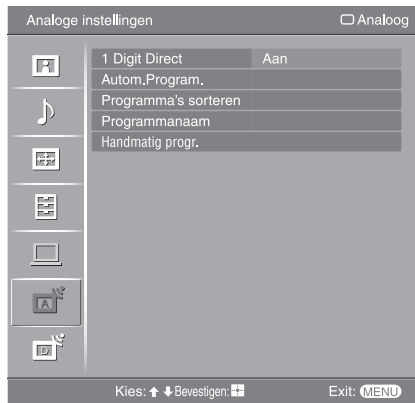 Analoge instellingen Analoog
1 Digit Direct Aan
Autom.Program.
Programma's sorteren
Programmanaam
Handmatig progr.
A
D
Kies: ↑ ↓ Bevestigen: Exit: MENU